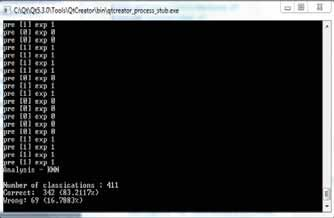 C:\Qt\Qt5.3.0\Tools\QtCreator\bin\qtcreator_process_stub.exe
pre [1] exp 1
pre [0] exp 0
pre [0] exp 0
pre [1] exp 1
pre [1] exp 1
pre [0] exp 0
pre [1] exp 1
pre [1] exp 1
pre [1] exp 1
pre [0] exp 0
pre [0] exp 0
pre [0] exp 0
pre [0] exp 0
pre [0] exp 0
pre [0] exp 0
pre [1] exp 1
pre [1] exp 1
pre [1] exp 1
pre [1] exp 1
Analysis - KNN
Number of classications : 411
Correct: 342 (83.2117%)
Wrong: 69 (16.7883%)